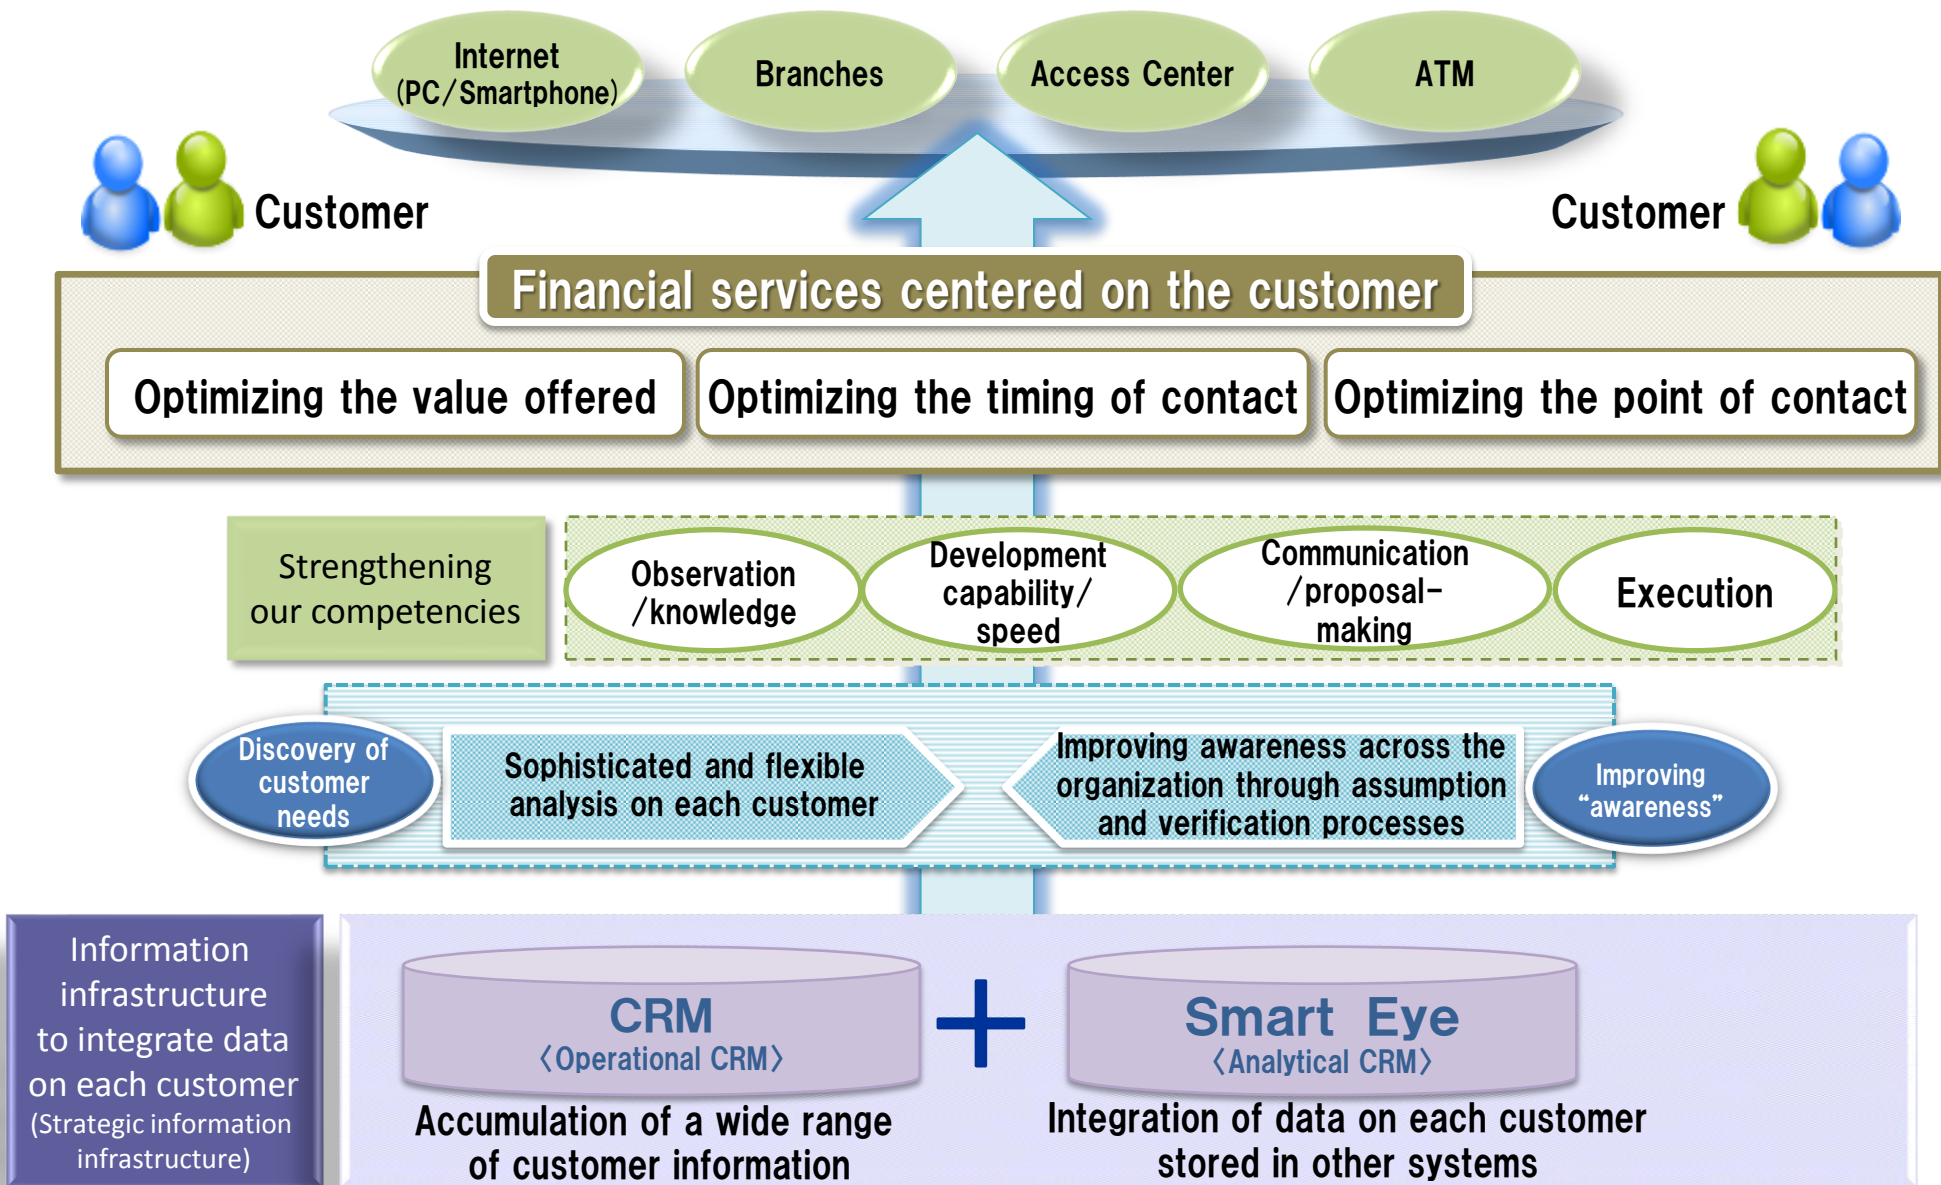 Internet
(PC/Smartphone)
Branches
Access Center
ATM
Customer
Customer
Financial services centered on the customer
Optimizing the value offered
Optimizing the timing of contact
Optimizing the point of contact
Strengthening
our competencies
Observation
/knowledge
Development
capability/
speed
Communication
/proposal-
making
Execution
Discovery of
customer
needs
Sophisticated and flexible
analysis on each customer
Improving awareness across the
organization through assumption
and verification processes
Improving
“awareness”
Information
infrastructure
to integrate data
on each customer
(Strategic information
infrastructure)
CRM
〈Operational CRM〉
+
Smart Eye
〈Analytical CRM〉
Accumulation of a wide range
of customer information
Integration of data on each customer
stored in other systems